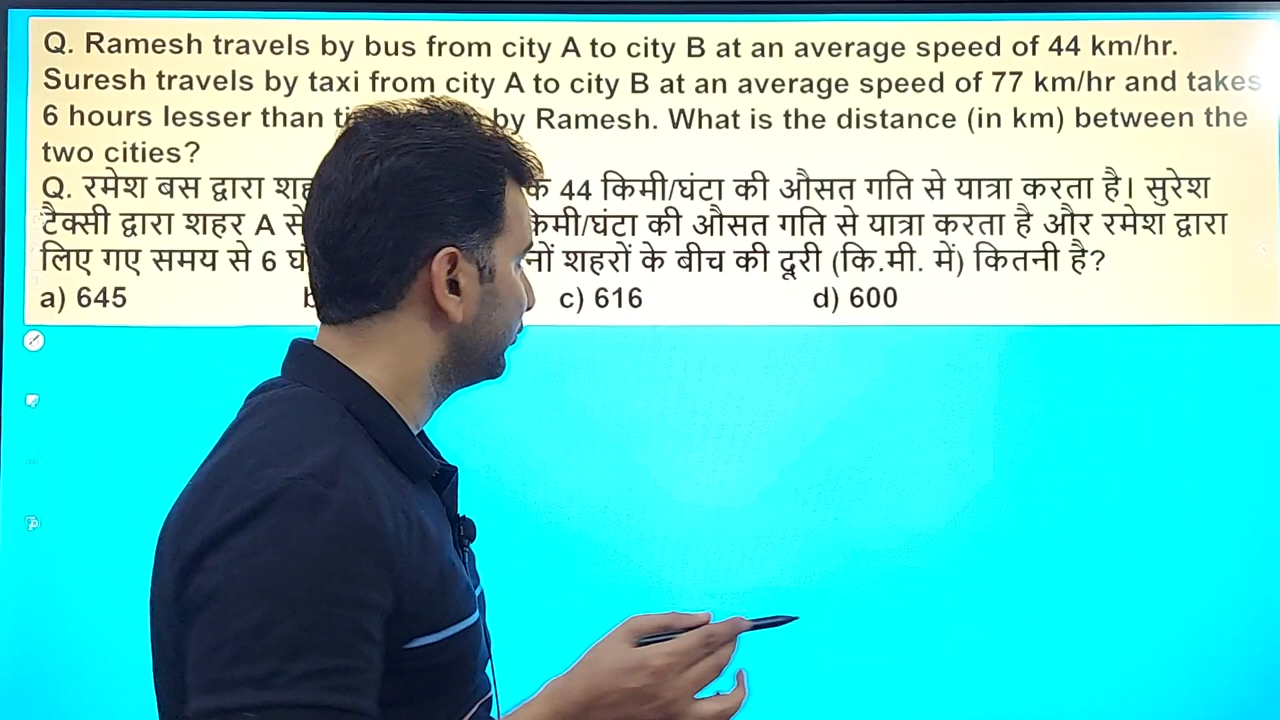 Q. Ramesh travels by bus from city A to city B at an average speed of 44 km/hr.
Suresh travels by taxi from city A to city B at an average speed of 77 km/hr and takes
6 hours lesser than by Ramesh. What is the distance (in km) between the
two cities?
Q. रमेश बस द्वारा 44 किमी/घंटा की औसत गति से यात्रा करता है। सुरेश
टैक्सी द्वारा शहर A से किमी/घंटा की औसत गति से यात्रा करता है और रमेश द्वारा
लिए गए समय से 6 शहरों के बीच की दूरी (कि.मी. में) कितनी है?
a) 645 c) 616 d) 600